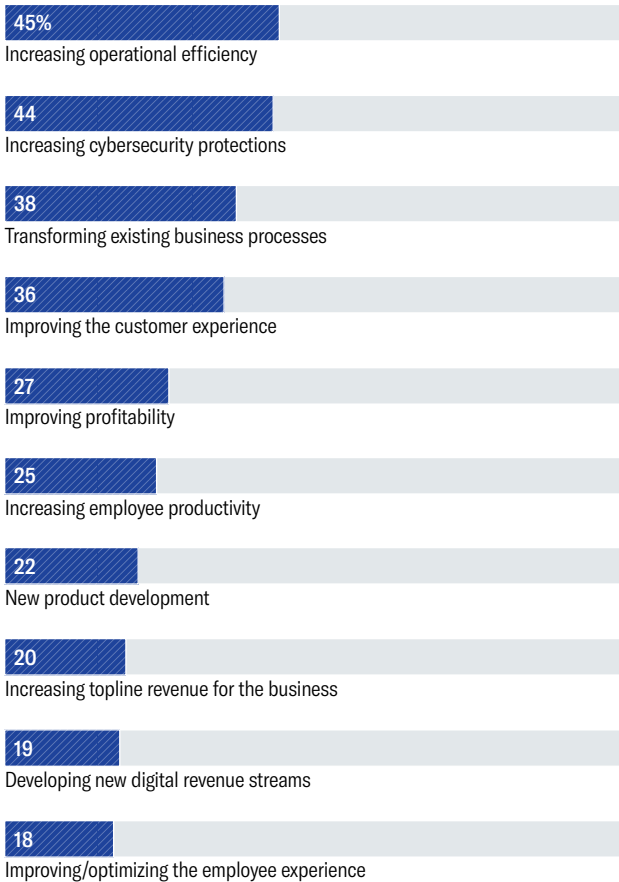 45%
Increasing operational efficiency
44
Increasing cybersecurity protections
38
Transforming existing business processes
36
Improving the customer experience
27
Improving profitability
25
Increasing employee productivity
22
New product development
20
Increasing topline revenue for the business
19
Developing new digital revenue streams
18
Improving/optimizing the employee experience